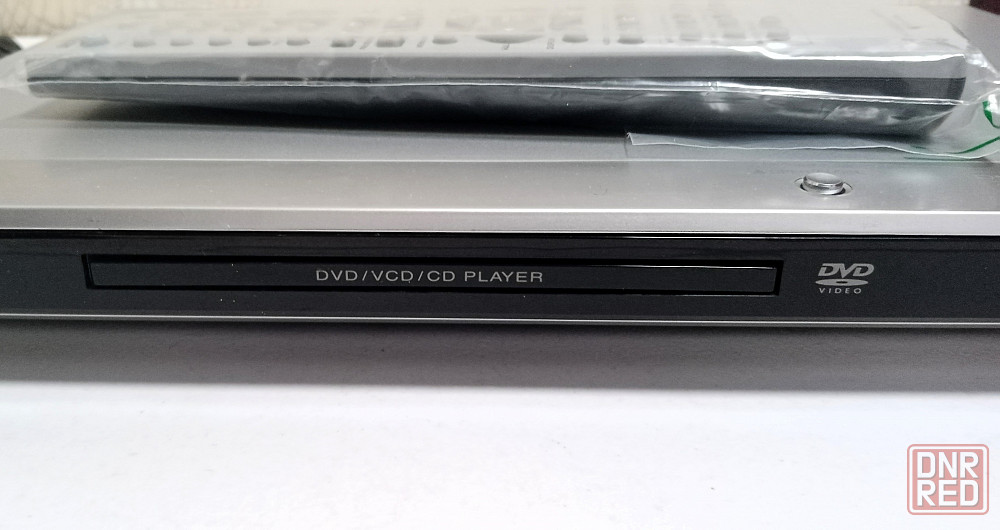 DVD/VCD/CD PLAYER
DVD
VIDEO
DNR
RED